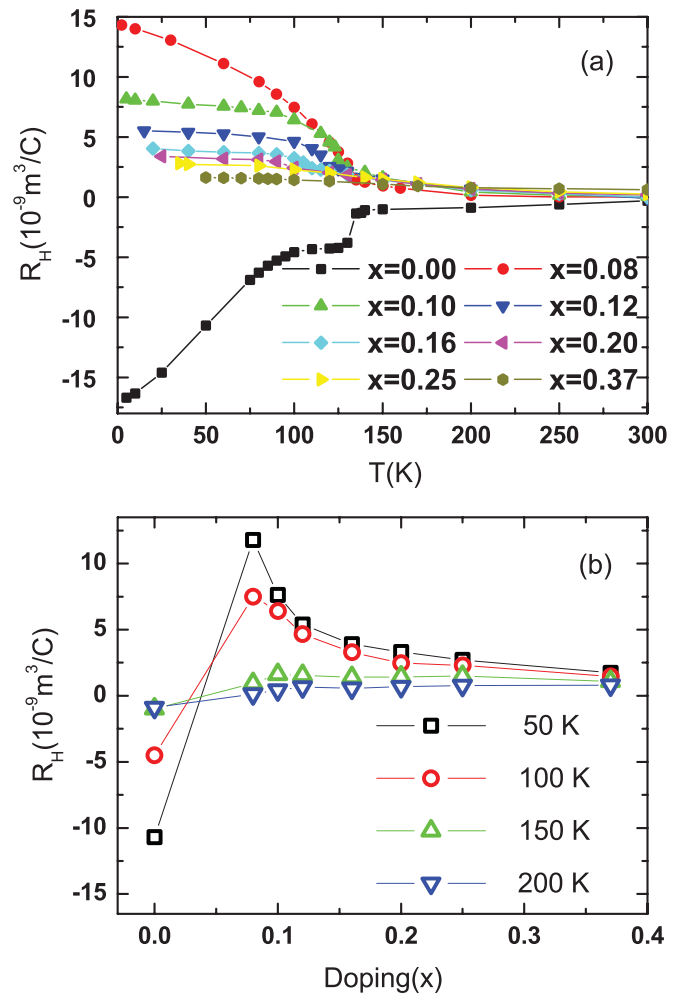 15
10
5
0
-5
-10
-15
R_H(10^-9m^3/C)
(a)
x=0.00 x=0.08
x=0.10 x=0.12
x=0.16 x=0.20
x=0.25 x=0.37
50 100 150 200 250 300
T(K)
10
5
0
-5
-10
-15
R_H(10^-9m^3/C)
(b)
50 K
100 K
150 K
200 K
0.0 0.1 0.2 0.3 0.4
Doping(x)